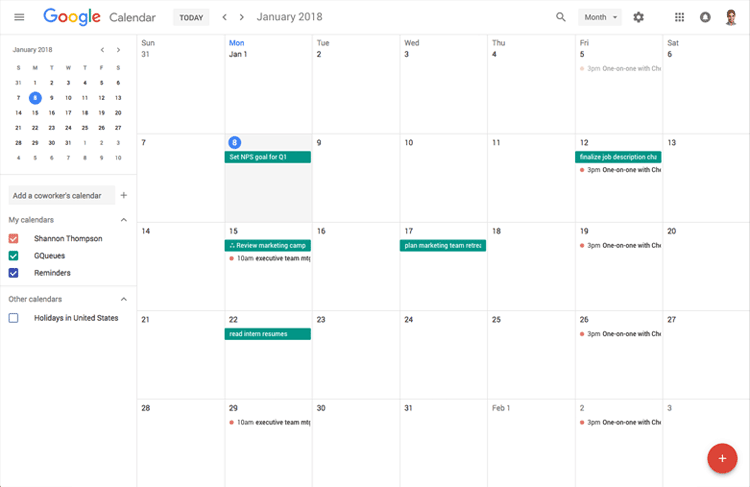 Google Calendar TODAY January 2018 Month
January 2018
S M T W T F S
31 1 2 3 4 5 6
7 8 9 10 11 12 13
14 15 16 17 18 19 20
21 22 23 24 25 26 27
28 29 30 31 1 2 3
4 5 6 7 8 9 10
Add a coworker's calendar +
My calendars
Shannon Thompson
GQueues
Reminders
Other calendars
Holidays in United States
Sun Mon Tue Wed Thu Fri Sat
31 Jan 1 2 3 4 5 6
3pm One-on-one with Che
7 8 9 10 11 12 13
Set NPS goal for Q1 finalize job description cha
3pm One-on-one with Che
14 15 16 17 18 19 20
Review marketing camp plan marketing team retrea 3pm One-on-one with Che
10am executive team mtg
21 22 23 24 25 26 27
read intern resumes 3pm One-on-one with Che
28 29 30 31 Feb 1 2 3
10am executive team mtg 3pm One-on-one with Che
+